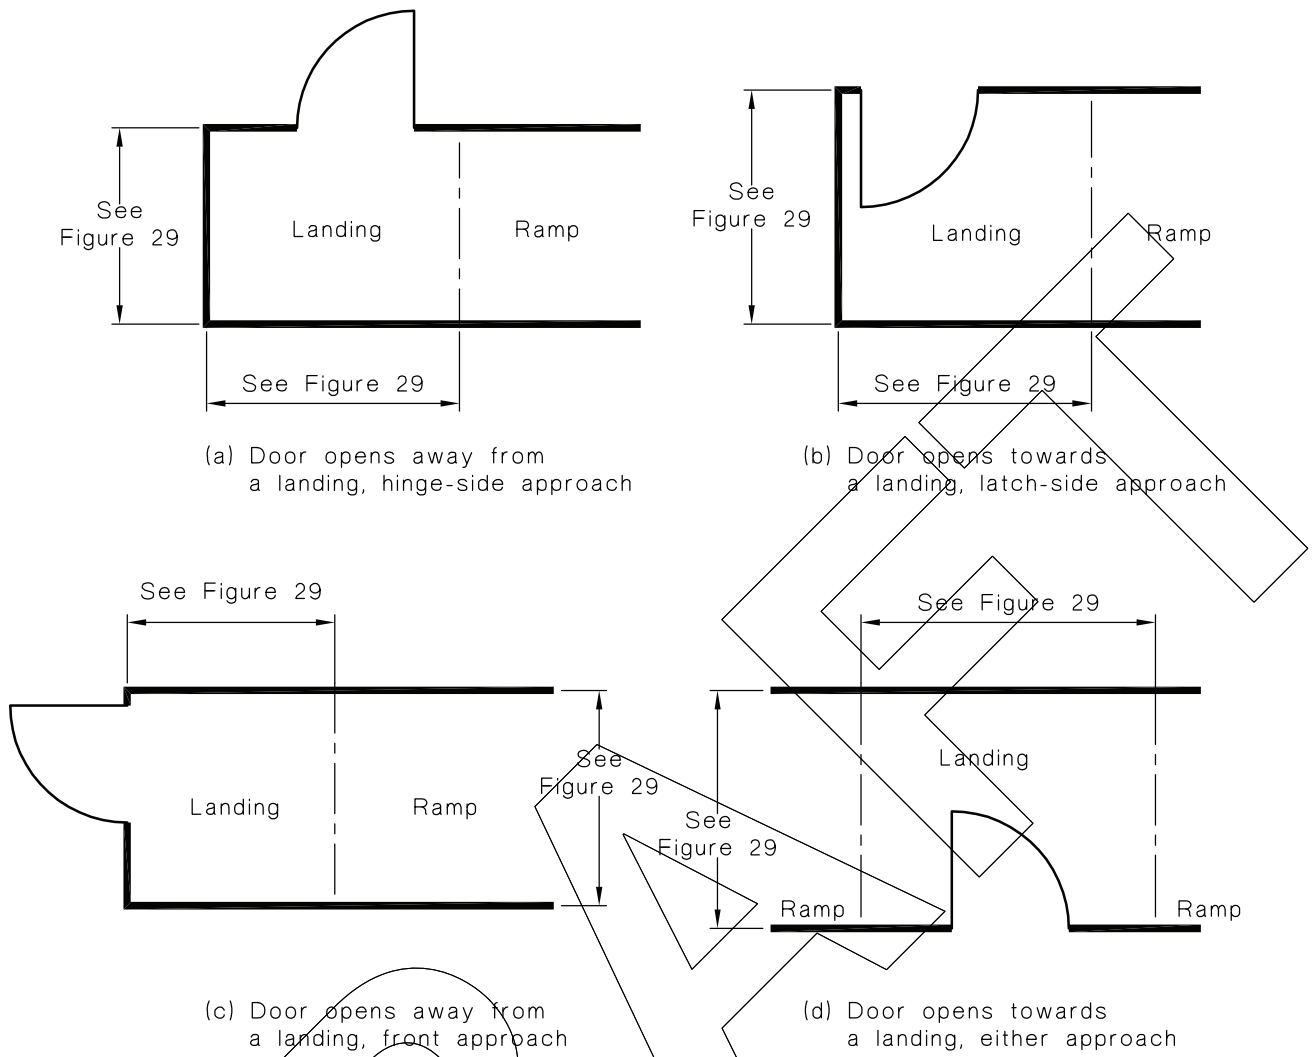 See
Figure 29
Landing
Ramp
See Figure 29
(a) Door opens away from
a landing, hinge-side approach
See
Figure 29
Landing
Ramp
See Figure 29
(b) Door opens towards
a landing, latch-side approach
See Figure 29
Landing
Ramp
See
Figure 29
(c) Door opens away from
a landing, front approach
See Figure 29
See
Figure 29
Landing
Ramp
Ramp
(d) Door opens towards
a landing, either approach